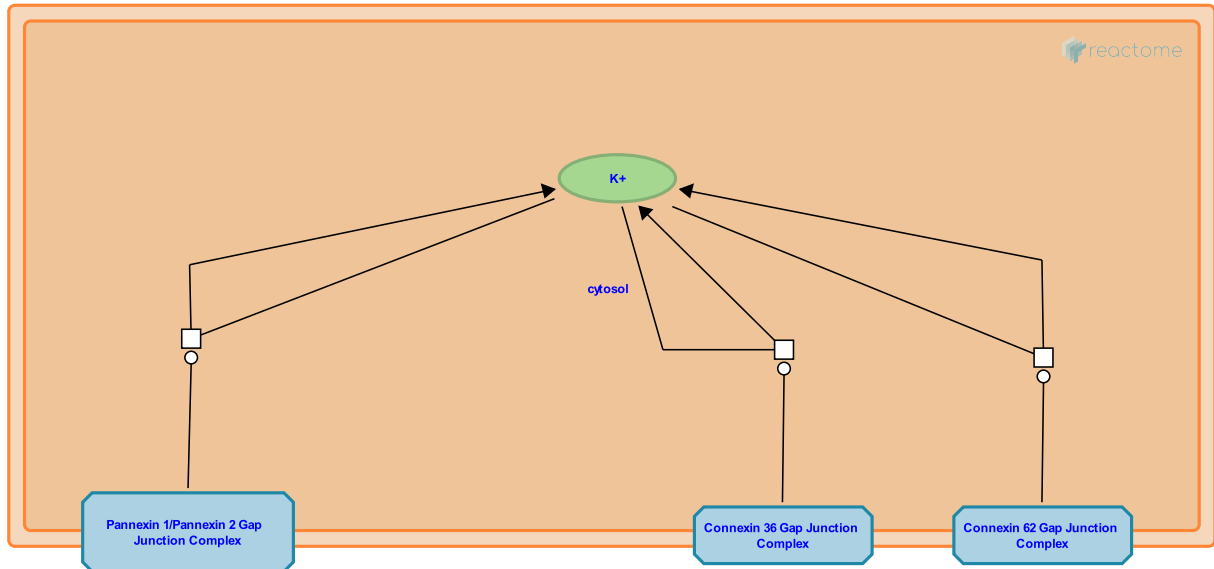 reactome
K+
cytosol
Pannexin 1/Pannexin 2 Gap
Junction Complex
Connexin 36 Gap Junction
Complex
Connexin 62 Gap Junction
Complex